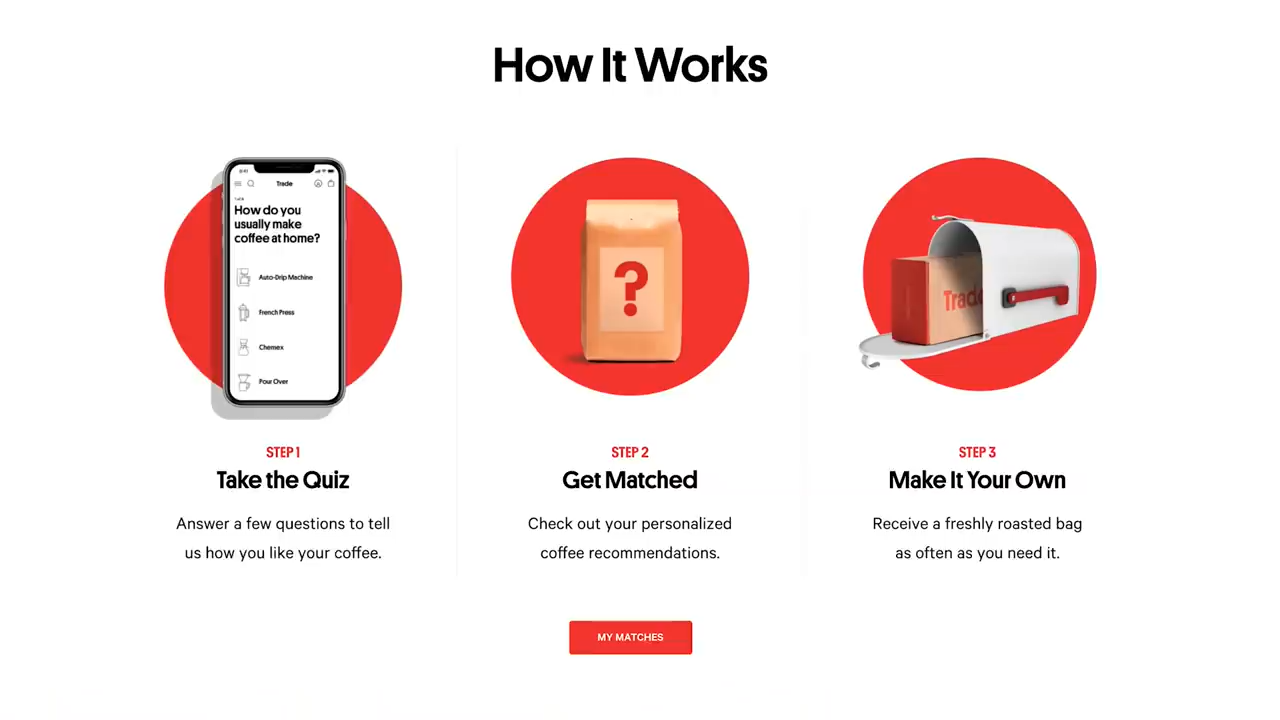 How It Works
9:41
Trade
How do you
usually make
coffee at home?
Auto-Drip Machine
French Press
Chemex
Pour Over
?
Trade
STEP 1
Take the Quiz
Answer a few questions to tell
us how you like your coffee.
STEP 2
Get Matched
Check out your personalized
coffee recommendations.
STEP 3
Make It Your Own
Receive a freshly roasted bag
as often as you need it.
MY MATCHES